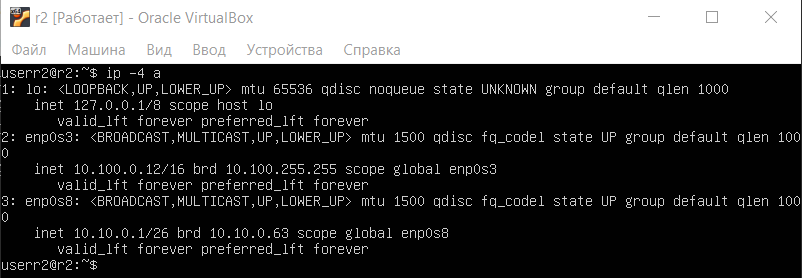 r2 [Работает] - Oracle VirtualBox
Файл Машина Вид Ввод Устройства Справка
userr2@r2:~$ ip -4 a
1: lo: <LOOPBACK,UP,LOWER_UP> mtu 65536 qdisc noqueue state UNKNOWN group default qlen 1000
    inet 127.0.0.1/8 scope host lo
       valid_lft forever preferred_lft forever
2: enp0s3: <BROADCAST,MULTICAST,UP,LOWER_UP> mtu 1500 qdisc fq_codel state UP group default qlen 100
0
    inet 10.100.0.12/16 brd 10.100.255.255 scope global enp0s3
       valid_lft forever preferred_lft forever
3: enp0s8: <BROADCAST,MULTICAST,UP,LOWER_UP> mtu 1500 qdisc fq_codel state UP group default qlen 100
0
    inet 10.10.0.1/26 brd 10.10.0.63 scope global enp0s8
       valid_lft forever preferred_lft forever
userr2@r2:~$